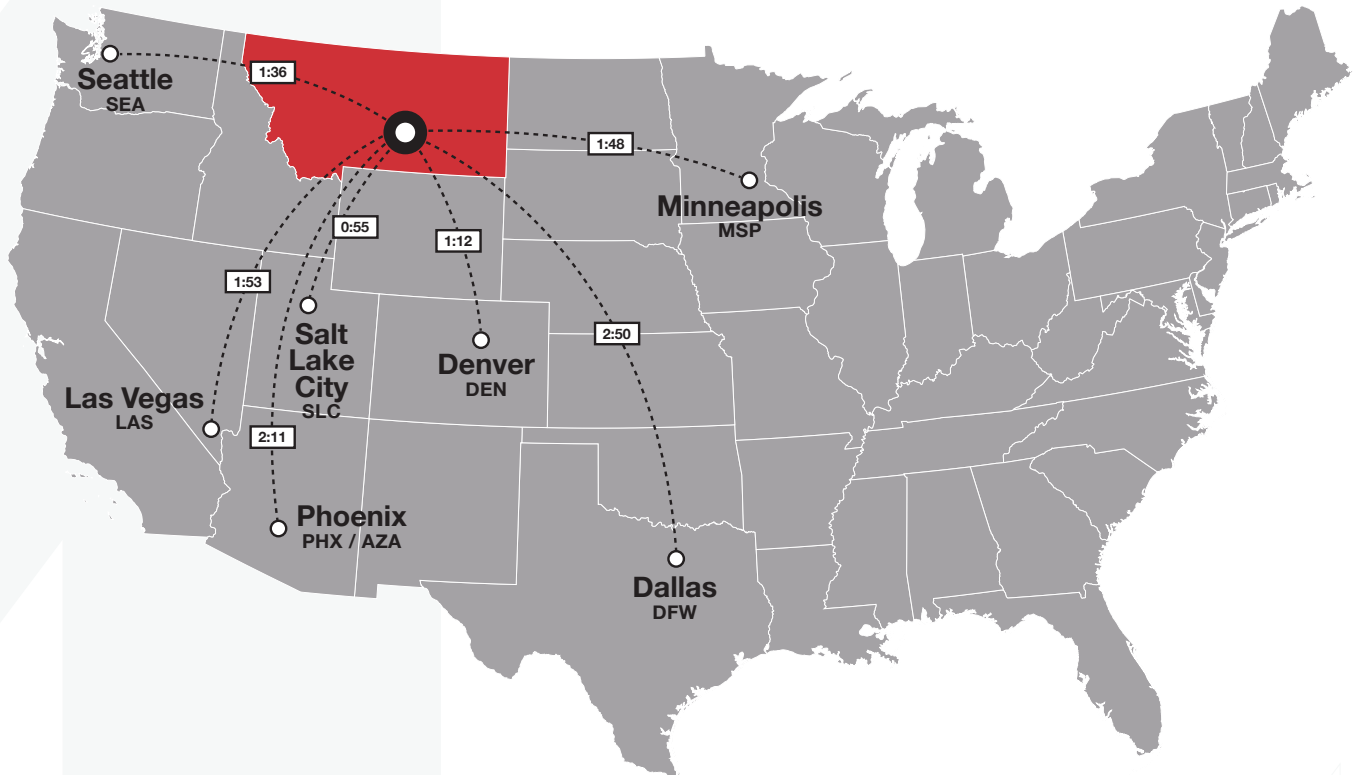 1:36
Seattle
SEA
1:48
Minneapolis
MSP
0:55
1:12
1:53
2:50
Salt
Lake
City
SLC
Denver
DEN
Las Vegas
LAS
2:11
Phoenix
PHX / AZA
Dallas
DFW